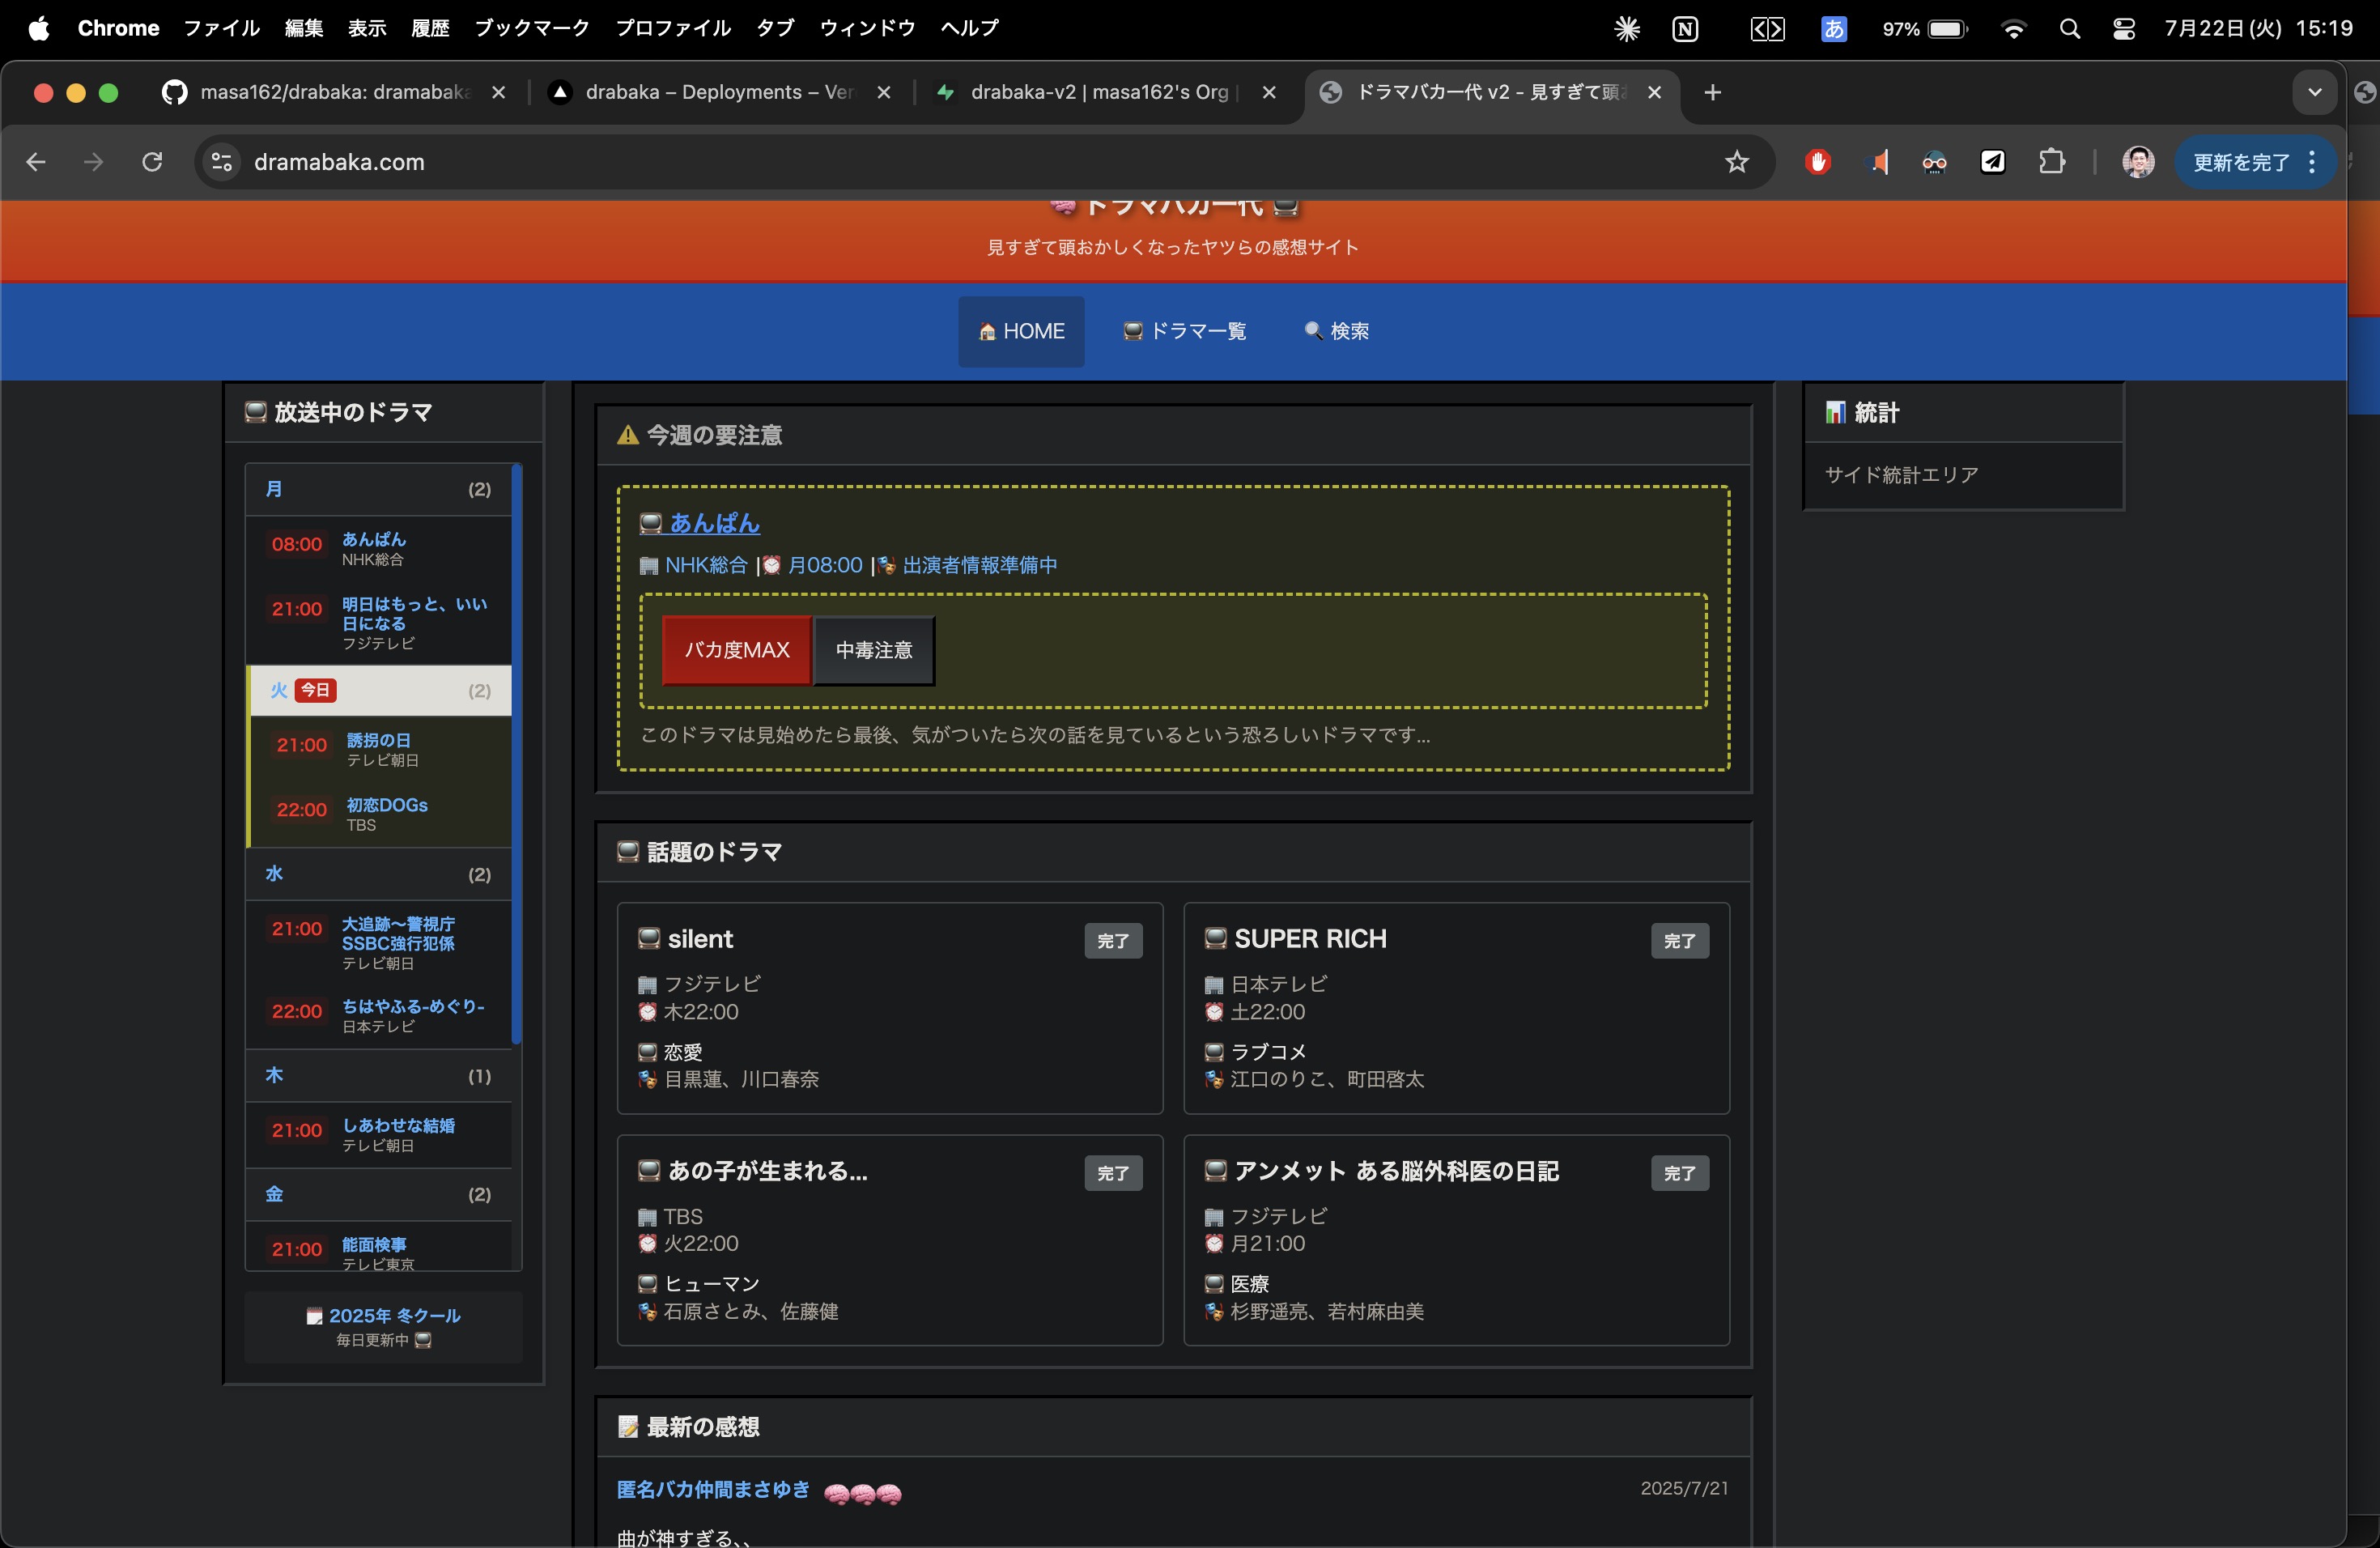 Chrome ファイル 編集 表示 履歴 ブックマーク プロファイル タブ ウィンドウ ヘルプ
あ 97% 7月22日(火) 15:19
masa162/drabaka: dramabaka
drabaka – Deployments – Ver
drabaka-v2 | masa162's Org |
ドラマバカ一代 v2 - 見すぎて頭
dramabaka.com
更新を完了
ドラマバカ一代
見すぎて頭おかしくなったヤツらの感想サイト
HOME
ドラマ一覧
検索
放送中のドラマ
月 (2)
08:00 あんぱん
NHK総合
21:00 明日はもっと、いい
日になる
フジテレビ
火 今日 (2)
21:00 誘拐の日
テレビ朝日
22:00 初恋DOGs
TBS
水 (2)
21:00 大追跡〜警視庁
SSBC強行犯係
テレビ朝日
22:00 ちはやふる-めぐり-
日本テレビ
木 (1)
21:00 しあわせな結婚
テレビ朝日
金 (2)
21:00 能面検事
テレビ東京
2025年 冬クール
毎日更新中
今週の要注意
あんぱん
NHK総合 | 月08:00 | 出演者情報準備中
バカ度MAX 中毒注意
このドラマは見始めたら最後、気がついたら次の話を見ているという恐ろしいドラマです...
話題のドラマ
silent 完了
フジテレビ
木22:00
恋愛
目黒蓮、川口春奈
SUPER RICH 完了
日本テレビ
土22:00
ラブコメ
江口のりこ、町田啓太
あの子が生まれる... 完了
TBS
火22:00
ヒューマン
石原さとみ、佐藤健
アンメット ある脳外科医の日記 完了
フジテレビ
月21:00
医療
杉野遥亮、若村麻由美
最新の感想
匿名バカ仲間まさゆき 2025/7/21
曲が神すぎる、、
統計
サイド統計エリア